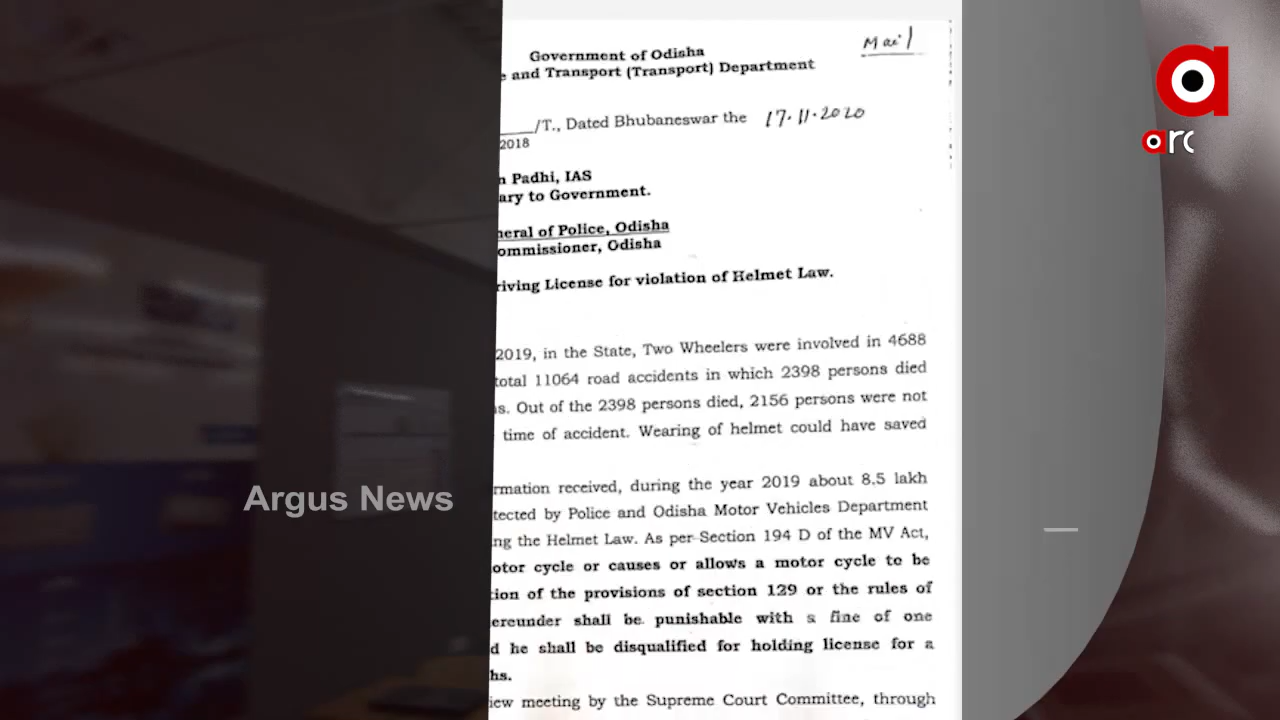 Mail
Government of Odisha
e and Transport (Transport) Department
/T., Dated Bhubaneswar the 17.11.2020
2018
n Padhi, IAS
ary to Government.
neral of Police, Odisha
ommissioner, Odisha
riving License for violation of Helmet Law.
2019, in the State, Two Wheelers were involved in 4688
total 11064 road accidents in which 2398 persons died
s. Out of the 2398 persons died, 2156 persons were not
time of accident. Wearing of helmet could have saved
rmation received, during the year 2019 about 8.5 lakh
tected by Police and Odisha Motor Vehicles Department
ng the Helmet Law. As per Section 194 D of the MV Act,
otor cycle or causes or allows a motor cycle to be
tion of the provisions of section 129 or the rules of
ereunder shall be punishable with a fine of one
d he shall be disqualified for holding license for a
hs.
iew meeting by the Supreme Court Committee, through
Argus News
a
arc